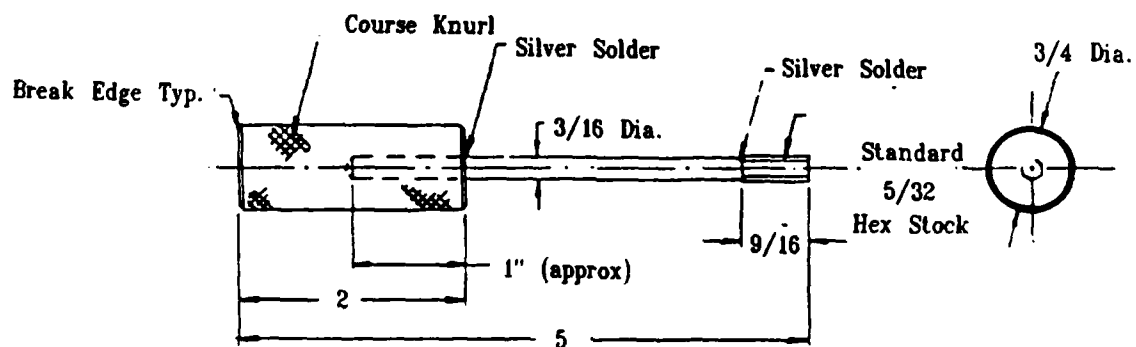 Course Knurl
Silver Solder
Break Edge Typ.
3/16 Dia.
Silver Solder
3/4 Dia.
Standard
5/32
Hex Stock
9/16
1" (approx)
2
5